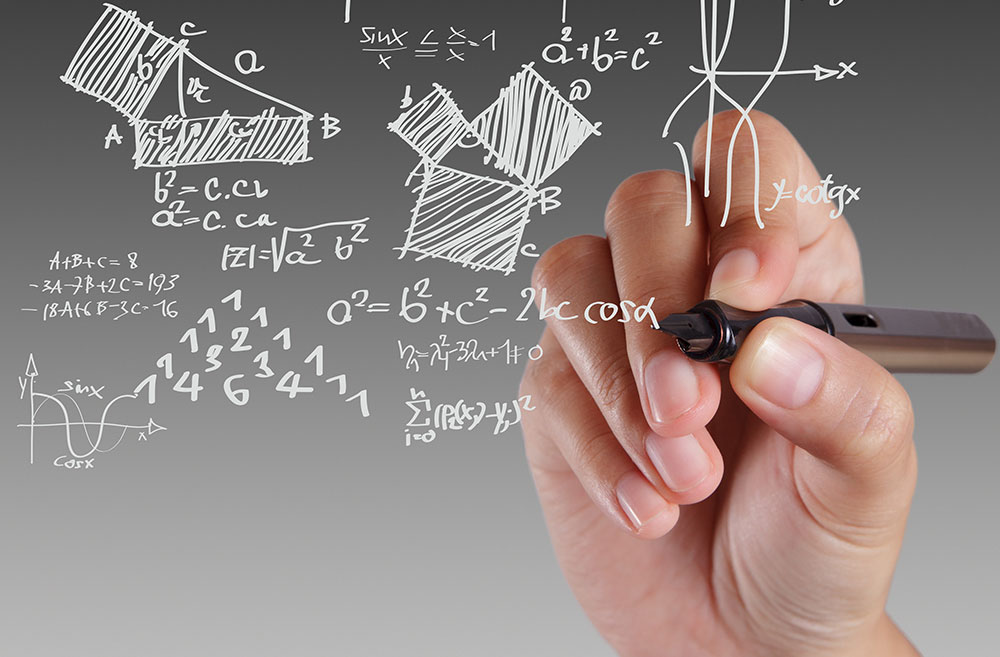 sinx/x ≤ x/x = 1
a²+b²=c²
x
C
b a
A B
b²=c.cb
a²=c.ca
b a
B
c
y=cotgx
|Z|=√a² b²
A+B+C=8
-3A-7B+2C=193
-18A+6B-3C=16
a²=b²+c²-2bc cosα
1
1 1
1 2 1
1 3 3 1
1 4 6 4 1
y
sinx
x
cosx